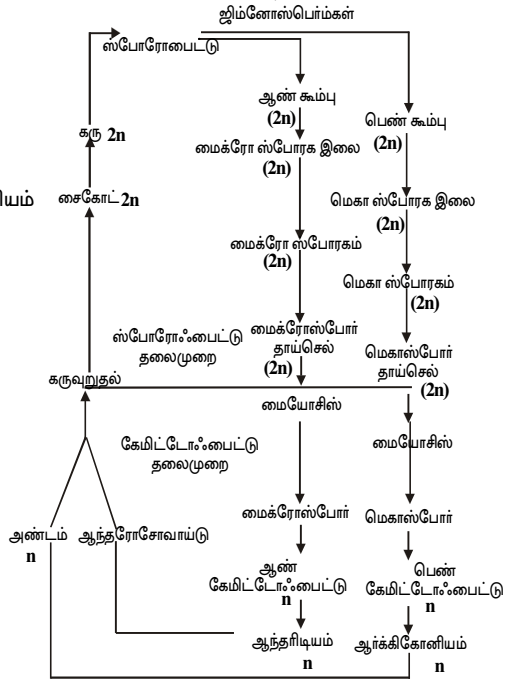 ஜிம்னோஸ்பெர்ம்கள்
ஸ்போரோபைட்டு
ஆண் கூம்பு
(2n)
பெண் கூம்பு
(2n)
கரு 2n
மைக்ரோ ஸ்போரக இலை
(2n)
சைகோட் 2n
மெகா ஸ்போரக இலை
(2n)
மைக்ரோ ஸ்போரகம்
(2n)
மெகா ஸ்போரகம்
(2n)
ஸ்போரோஃபைட்டு
தலைமுறை
மைக்ரோஸ்போர்
தாய்செல்
(2n)
மெகாஸ்போர்
தாய்செல்
(2n)
கருவுறுதல்
மையோசிஸ்
மையோசிஸ்
கேமிட்டோஃபைட்டு
தலைமுறை
மைக்ரோஸ்போர்
மெகாஸ்போர்
அண்டம்
n
ஆந்தரோசோவாய்டு
ஆண்
கேமிட்டோஃபைட்டு
n
பெண்
கேமிட்டோஃபைட்டு
n
ஆந்திரிடியம்
n
ஆர்க்கிகோனியம்
n